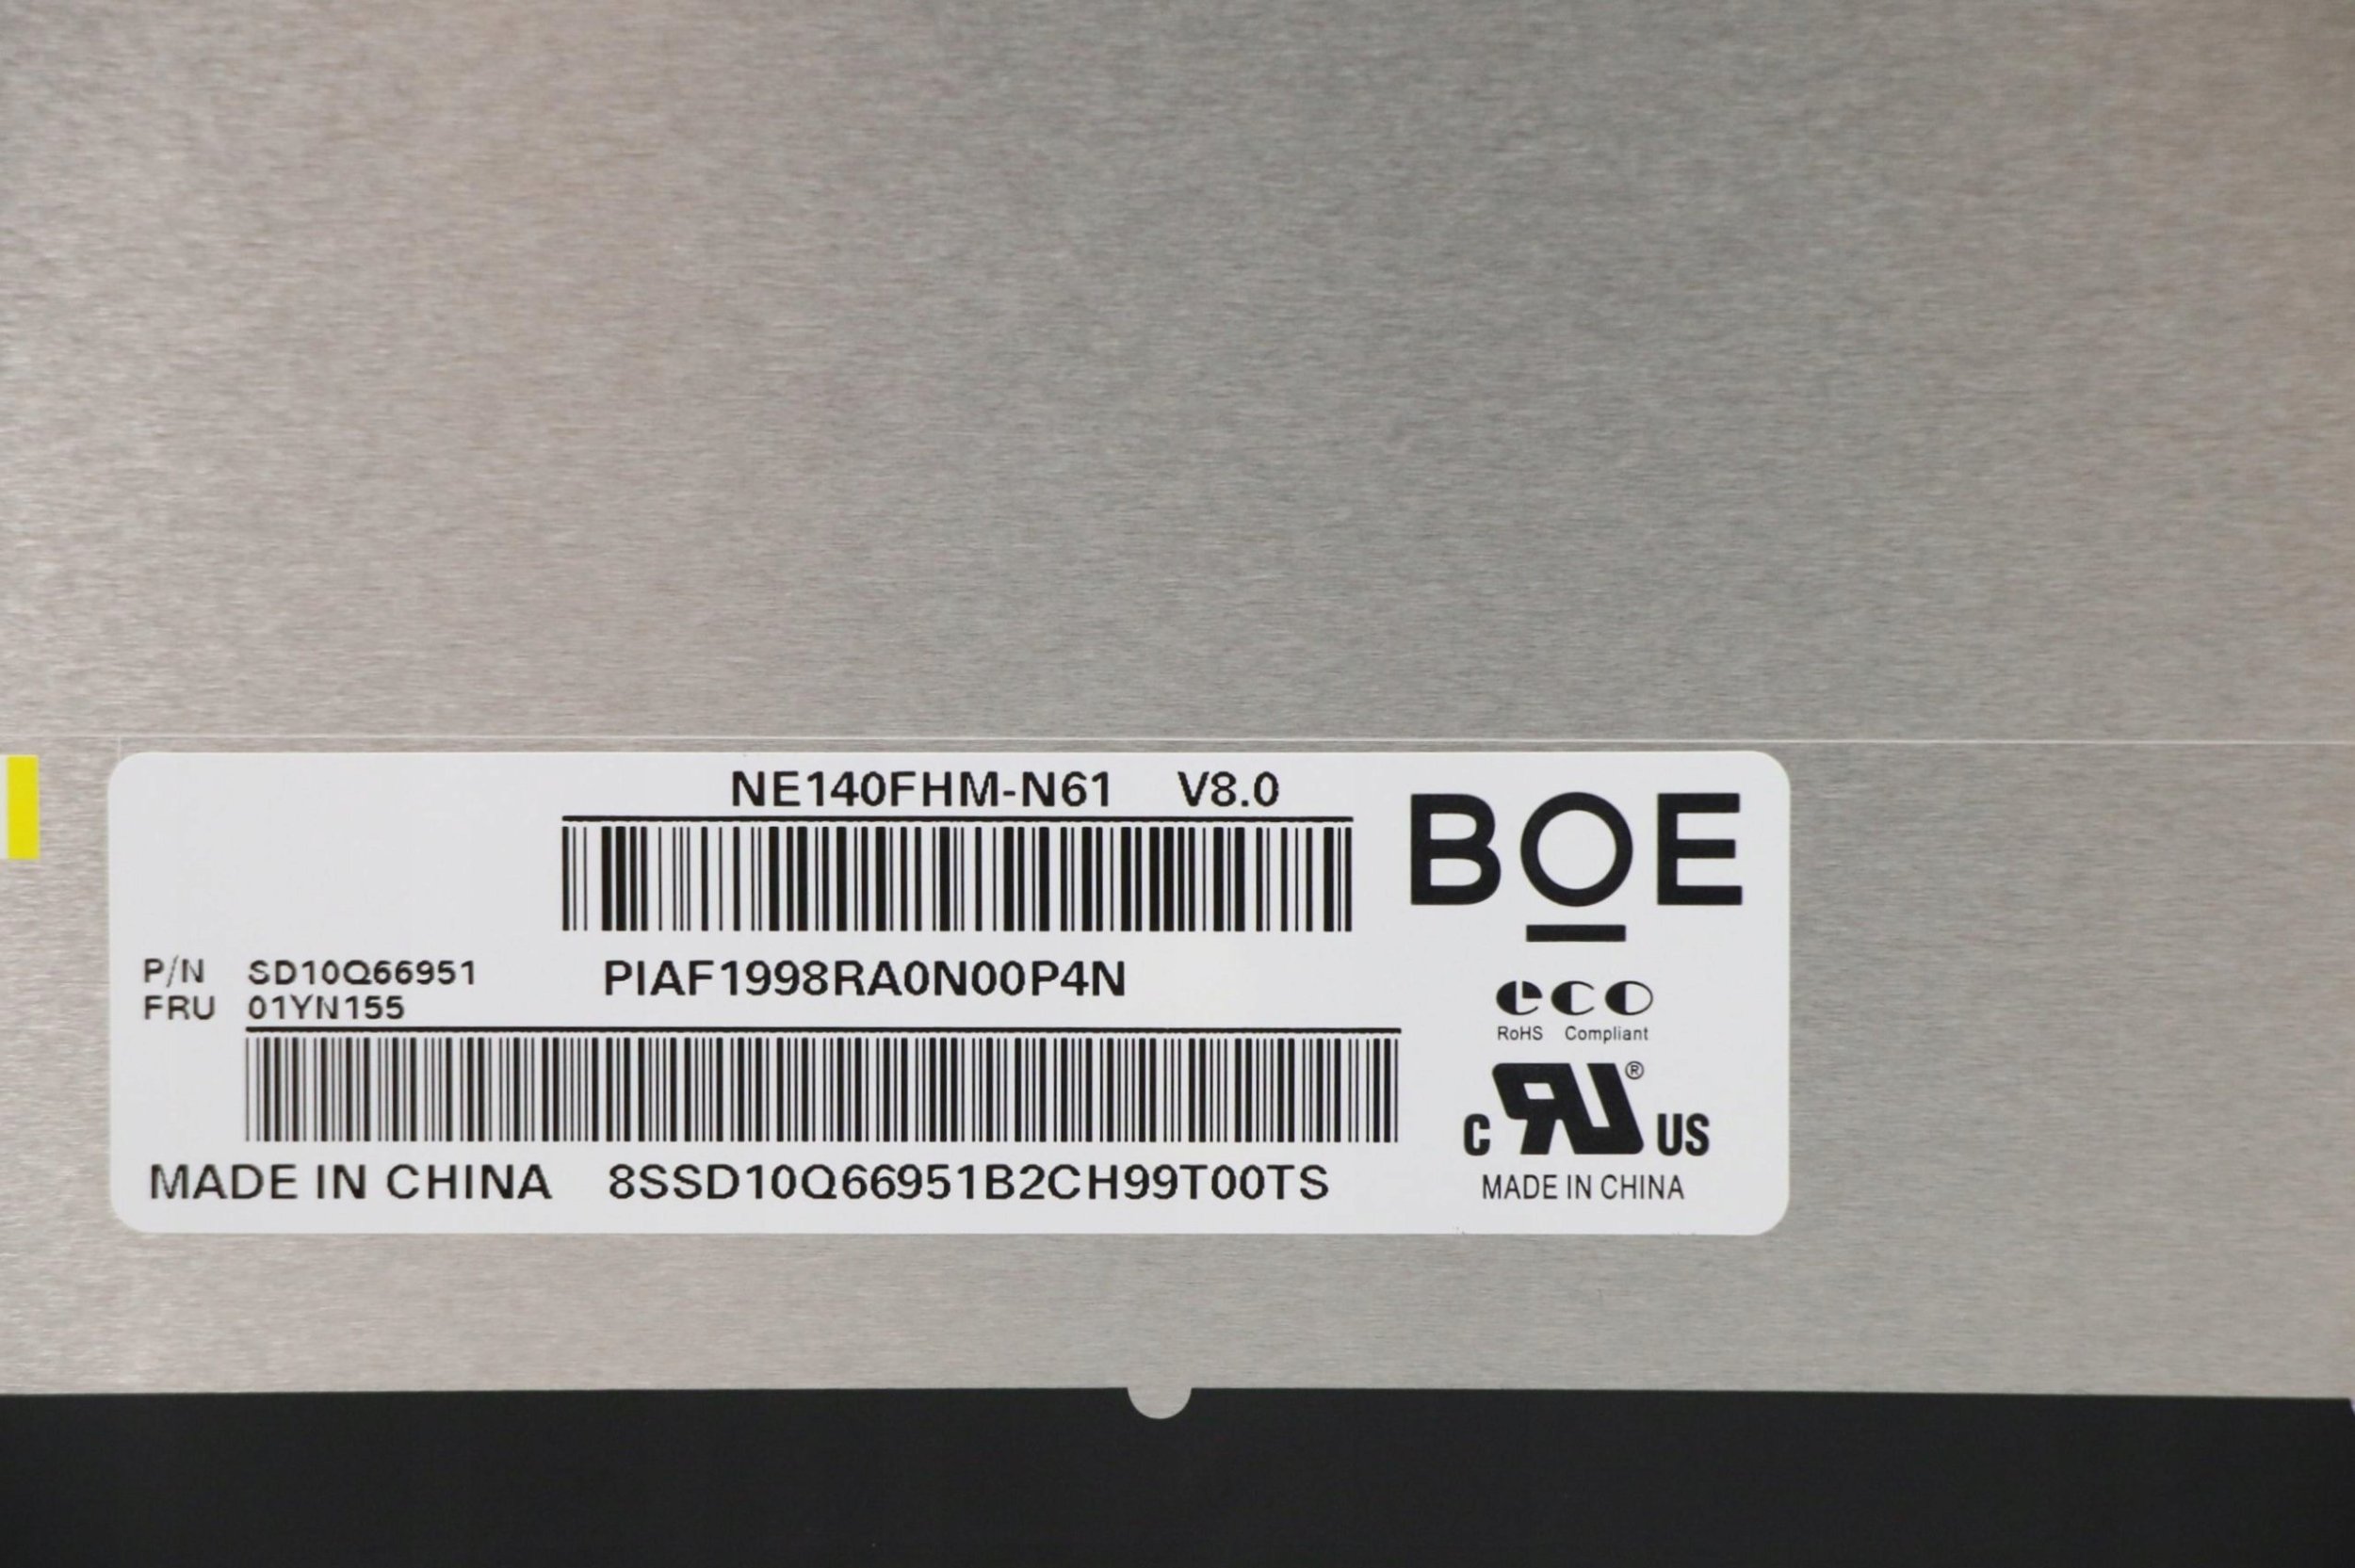 NE140FHM-N61 V8.0
BOE
P/N SD10Q66951
FRU 01YN155
PIAF1998RA0N00P4N
eco
RoHS Compliant
c RU® US
MADE IN CHINA 8SSD10Q66951B2CH99T00TS
MADE IN CHINA